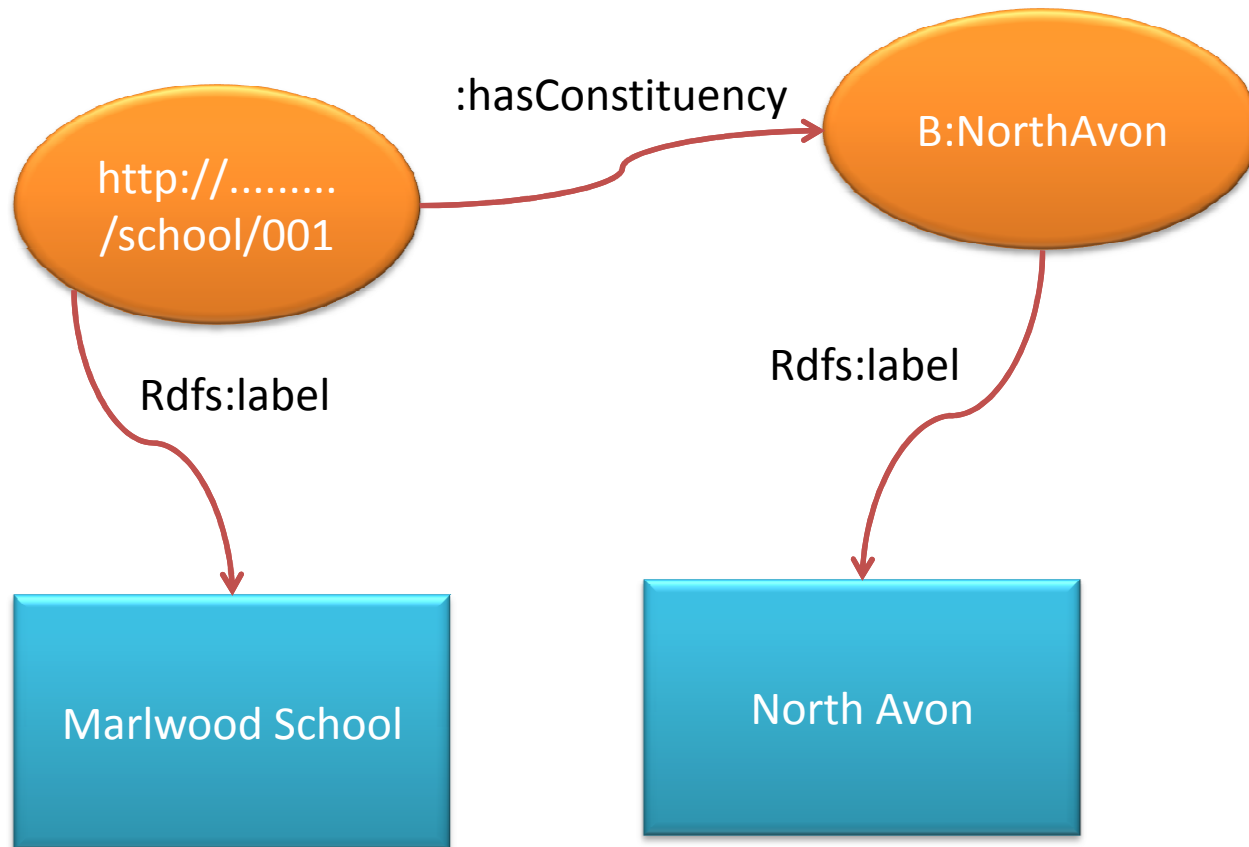 :hasConstituency
B:NorthAvon
http://.........
/school/001
Rdfs:label
Rdfs:label
Marlwood School
North Avon